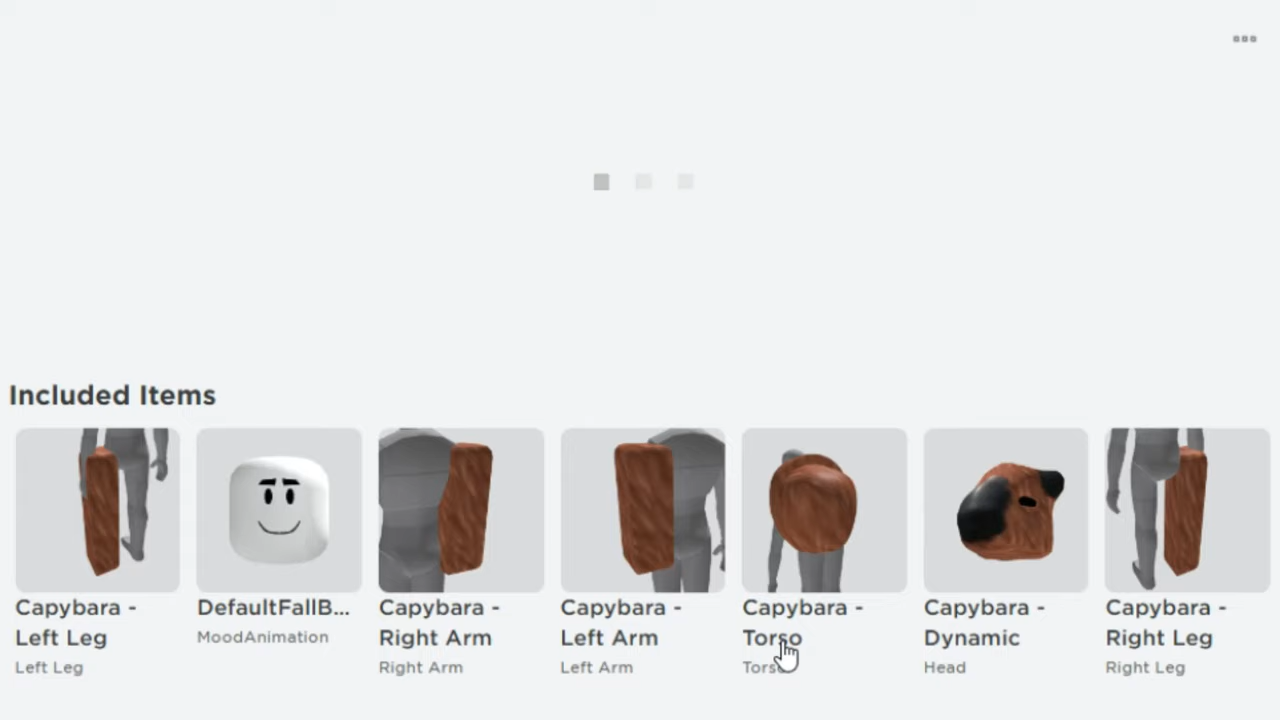 Included Items
Capybara -
Left Leg
Left Leg
DefaultFallB...
MoodAnimation
Capybara -
Right Arm
Right Arm
Capybara -
Left Arm
Left Arm
Capybara -
Torso
Torso
Capybara -
Dynamic
Head
Capybara -
Right Leg
Right Leg